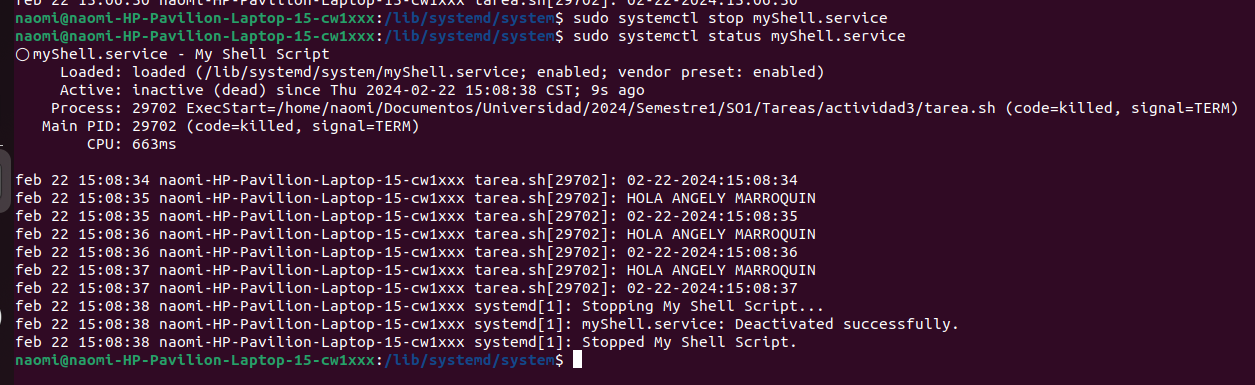 feb 22 15:08:30 naomi-HP-Pavilion-Laptop-15-cw1xxx
naomi@naomi-HP-Pavilion-Laptop-15-cw1xxx:/lib/systemd/system$ sudo systemctl stop myShell.service
naomi@naomi-HP-Pavilion-Laptop-15-cw1xxx:/lib/systemd/system$ sudo systemctl status myShell.service
○ myShell.service - My Shell Script
Loaded: loaded (/lib/systemd/system/myShell.service; enabled; vendor preset: enabled)
Active: inactive (dead) since Thu 2024-02-22 15:08:38 CST; 9s ago
Process: 29702 ExecStart=/home/naomi/Documentos/Universidad/2024/Semestre1/SO1/Tareas/actividad3/tarea.sh (code=killed, signal=TERM)
Main PID: 29702 (code=killed, signal=TERM)
CPU: 663ms
feb 22 15:08:34 naomi-HP-Pavilion-Laptop-15-cw1xxx tarea.sh[29702]: 02-22-2024:15:08:34
feb 22 15:08:35 naomi-HP-Pavilion-Laptop-15-cw1xxx tarea.sh[29702]: HOLA ANGELY MARROQUIN
feb 22 15:08:35 naomi-HP-Pavilion-Laptop-15-cw1xxx tarea.sh[29702]: 02-22-2024:15:08:35
feb 22 15:08:36 naomi-HP-Pavilion-Laptop-15-cw1xxx tarea.sh[29702]: HOLA ANGELY MARROQUIN
feb 22 15:08:36 naomi-HP-Pavilion-Laptop-15-cw1xxx tarea.sh[29702]: 02-22-2024:15:08:36
feb 22 15:08:37 naomi-HP-Pavilion-Laptop-15-cw1xxx tarea.sh[29702]: HOLA ANGELY MARROQUIN
feb 22 15:08:37 naomi-HP-Pavilion-Laptop-15-cw1xxx tarea.sh[29702]: 02-22-2024:15:08:37
feb 22 15:08:38 naomi-HP-Pavilion-Laptop-15-cw1xxx systemd[1]: Stopping My Shell Script...
feb 22 15:08:38 naomi-HP-Pavilion-Laptop-15-cw1xxx systemd[1]: myShell.service: Deactivated successfully.
feb 22 15:08:38 naomi-HP-Pavilion-Laptop-15-cw1xxx systemd[1]: Stopped My Shell Script.
naomi@naomi-HP-Pavilion-Laptop-15-cw1xxx:/lib/systemd/system$